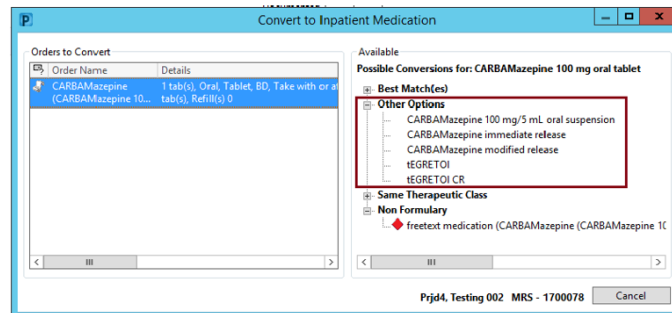 Convert to Inpatient Medication
Orders to Convert
Order Name Details
CARBAMazepine 1 tab(s), Oral, Tablet, BD, Take with or af
(CARBAMazepine 10... tab(s), Refill(s) 0
Available
Possible Conversions for: CARBAMazepine 100 mg oral tablet
Best Match(es)
Other Options
CARBAMazepine 100 mg/5 mL oral suspension
CARBAMazepine immediate release
CARBAMazepine modified release
tEGRETOl
tEGRETOl CR
Same Therapeutic Class
Non Formulary
freetext medication (CARBAMazepine (CARBAMazepine 10
Prjd4, Testing 002 MRS - 1700078 Cancel